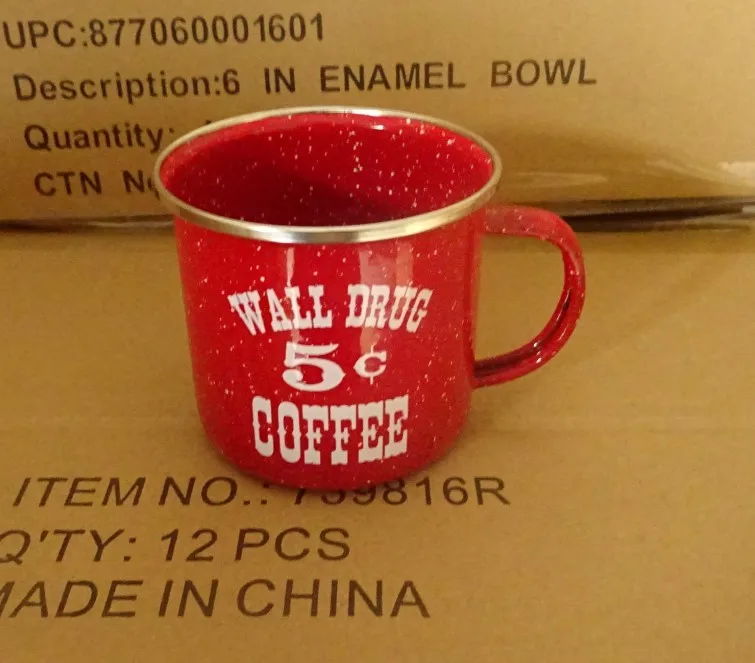 UPC:877060001601
Description:6 IN ENAMEL BOWL
Quantity:
CTN
WALL DRUG
5¢
COFFEE
ITEM NO.:
Q'TY: 12 PCS
MADE IN CHINA